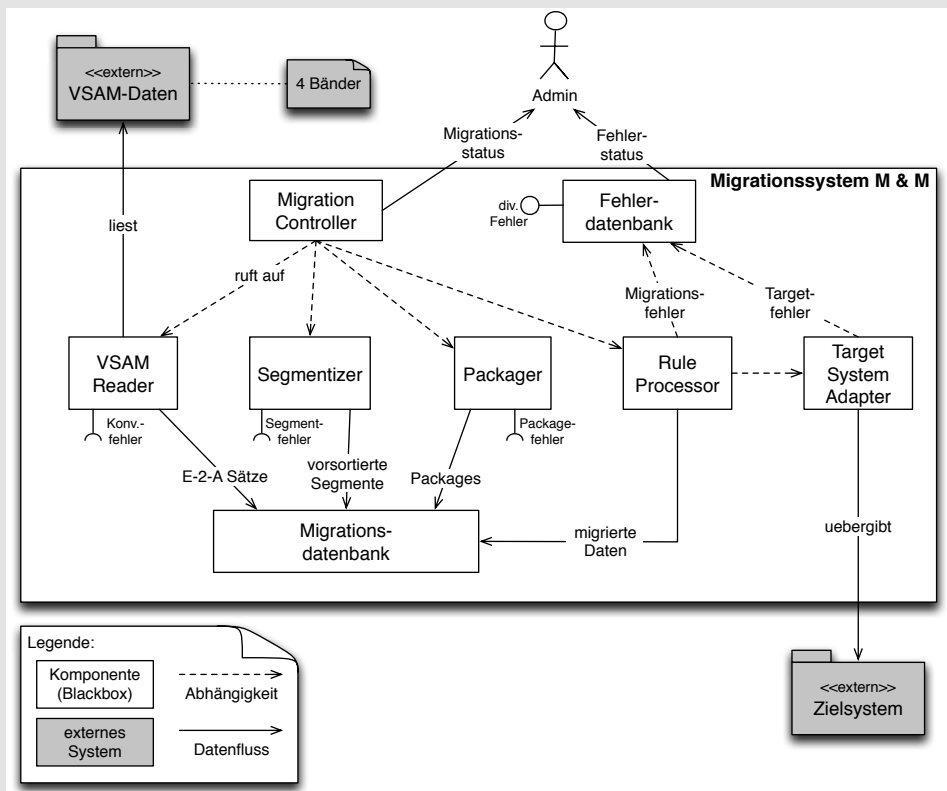 <<extern>>
VSAM-Daten
4 Bänder
Admin
Migrations-
status
Fehler-
status
Migrationssystem M & M
Migration
Controller
div.
Fehler
Fehler-
datenbank
liest
ruft auf
Migrations-
fehler
Target-
fehler
VSAM
Reader
Segmentizer
Packager
Rule
Processor
Target
System
Adapter
Konv.-
fehler
Segment-
fehler
Package-
fehler
E-2-A Sätze
vorsortierte
Segmente
Packages
Migrations-
datenbank
migrierte
Daten
uebergibt
Legende:
Komponente
(Blackbox)
Abhängigkeit
externes
System
Datenfluss
<<extern>>
Zielsystem